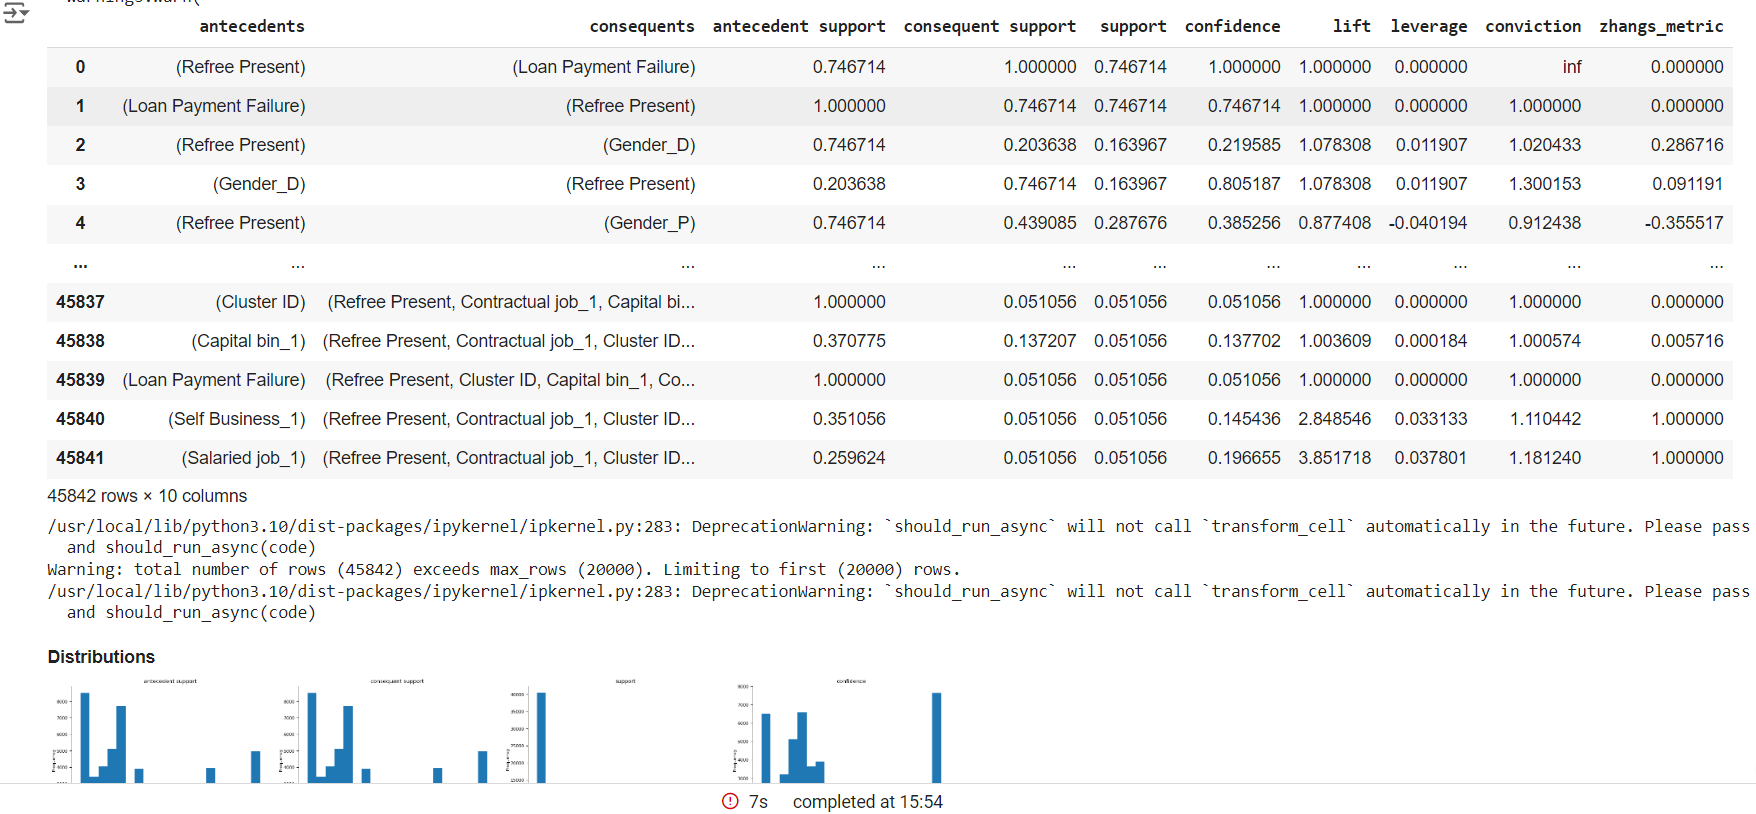 warnings.warn(
antecedents consequents antecedent support consequent support support confidence lift leverage conviction zhangs_metric
0 (Refree Present) (Loan Payment Failure) 0.746714 1.000000 0.746714 1.000000 1.000000 0.000000 inf 0.000000
1 (Loan Payment Failure) (Refree Present) 1.000000 0.746714 0.746714 0.746714 1.000000 0.000000 1.000000 0.000000
2 (Refree Present) (Gender_D) 0.746714 0.203638 0.163967 0.219585 1.078308 0.011907 1.020433 0.286716
3 (Gender_D) (Refree Present) 0.203638 0.746714 0.163967 0.805187 1.078308 0.011907 1.300153 0.091191
4 (Refree Present) (Gender_P) 0.746714 0.439085 0.287676 0.385256 0.877408 -0.040194 0.912438 -0.355517
... ... ... ... ... ... ... ... ... ... ...
45837 (Cluster ID) (Refree Present, Contractual job_1, Capital bi... 1.000000 0.051056 0.051056 0.051056 1.000000 0.000000 1.000000 0.000000
45838 (Capital bin_1) (Refree Present, Contractual job_1, Cluster ID... 0.370775 0.137207 0.051056 0.137702 1.003609 0.000184 1.000574 0.005716
45839 (Loan Payment Failure) (Refree Present, Cluster ID, Capital bin_1, Co... 1.000000 0.051056 0.051056 0.051056 1.000000 0.000000 1.000000 0.000000
45840 (Self Business_1) (Refree Present, Contractual job_1, Cluster ID... 0.351056 0.051056 0.051056 0.145436 2.848546 0.033133 1.110442 1.000000
45841 (Salaried job_1) (Refree Present, Contractual job_1, Cluster ID... 0.259624 0.051056 0.051056 0.196655 3.851718 0.037801 1.181240 1.000000
45842 rows × 10 columns
/usr/local/lib/python3.10/dist-packages/ipykernel/ipkernel.py:283: DeprecationWarning: `should_run_async` will not call `transform_cell` automatically in the future. Please pass
and should_run_async(code)
Warning: total number of rows (45842) exceeds max_rows (20000). Limiting to first (20000) rows.
/usr/local/lib/python3.10/dist-packages/ipykernel/ipkernel.py:283: DeprecationWarning: `should_run_async` will not call `transform_cell` automatically in the future. Please pass
and should_run_async(code)
Distributions
antecedent support consequent support support confidence
7s completed at 15:54